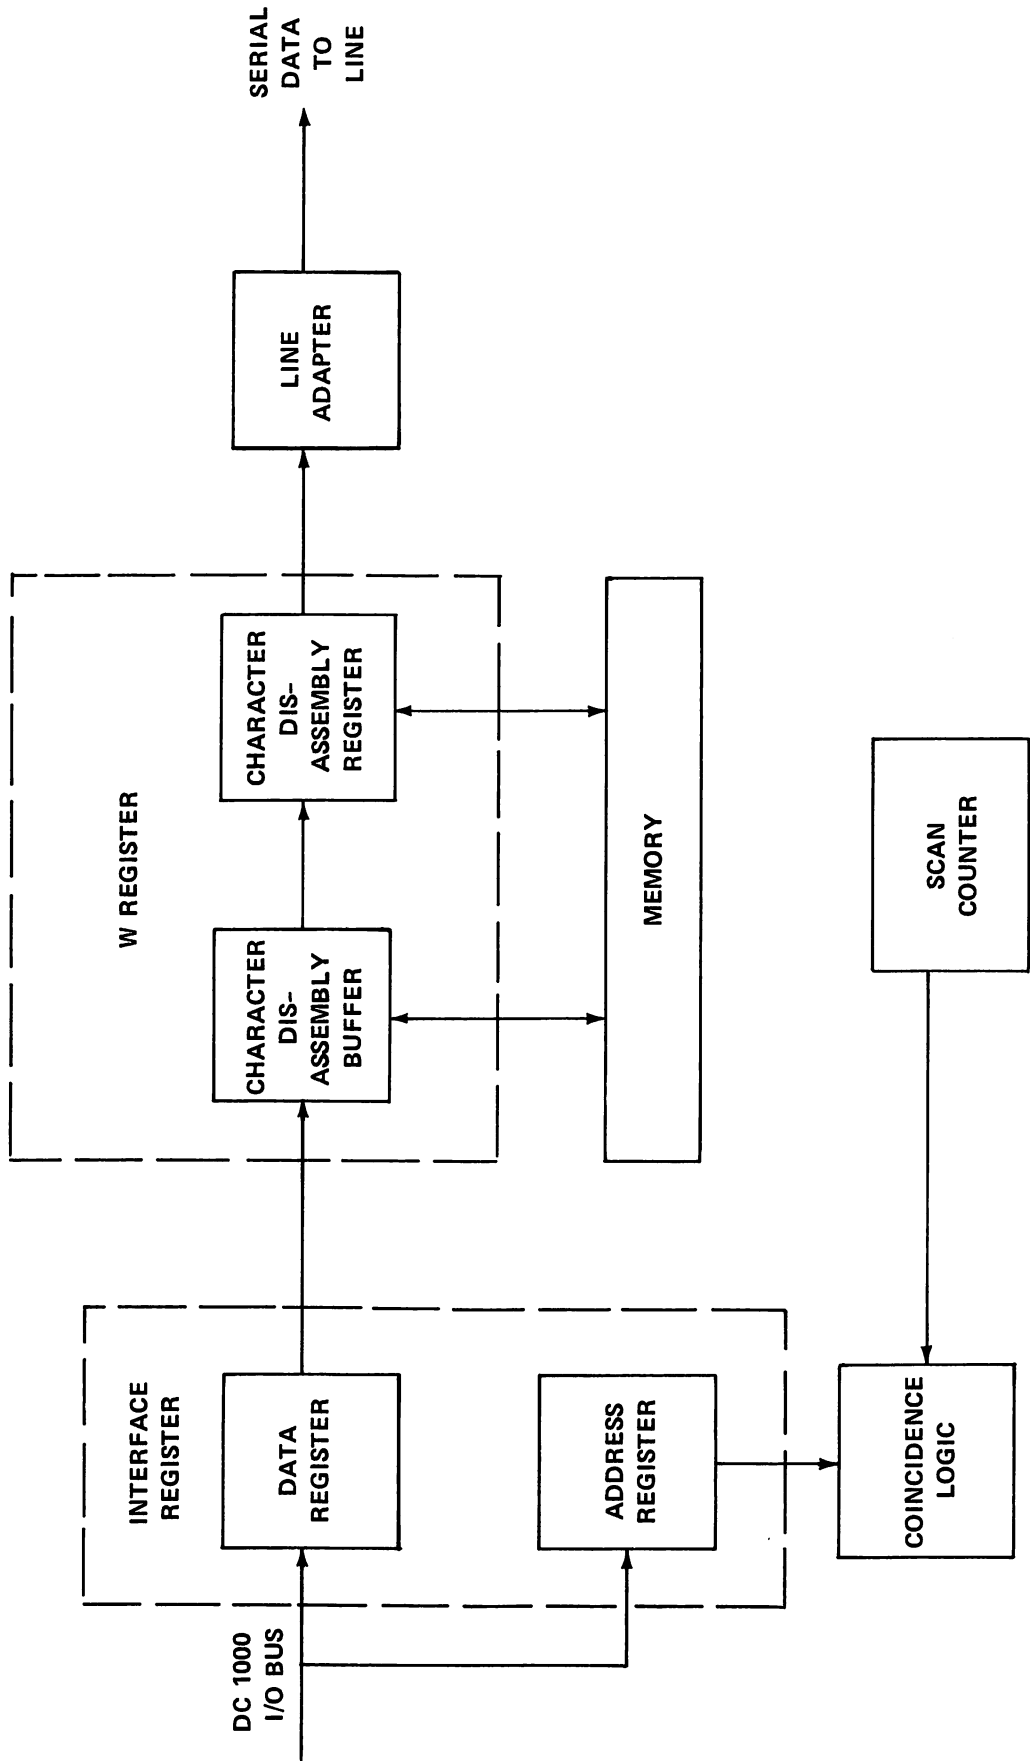 DC 1000
I/O BUS
INTERFACE
REGISTER
DATA
REGISTER
ADDRESS
REGISTER
COINCIDENCE
LOGIC
W REGISTER
CHARACTER
DIS-
ASSEMBLY
BUFFER
CHARACTER
DIS-
ASSEMBLY
REGISTER
MEMORY
SCAN
COUNTER
LINE
ADAPTER
SERIAL
DATA
TO
LINE